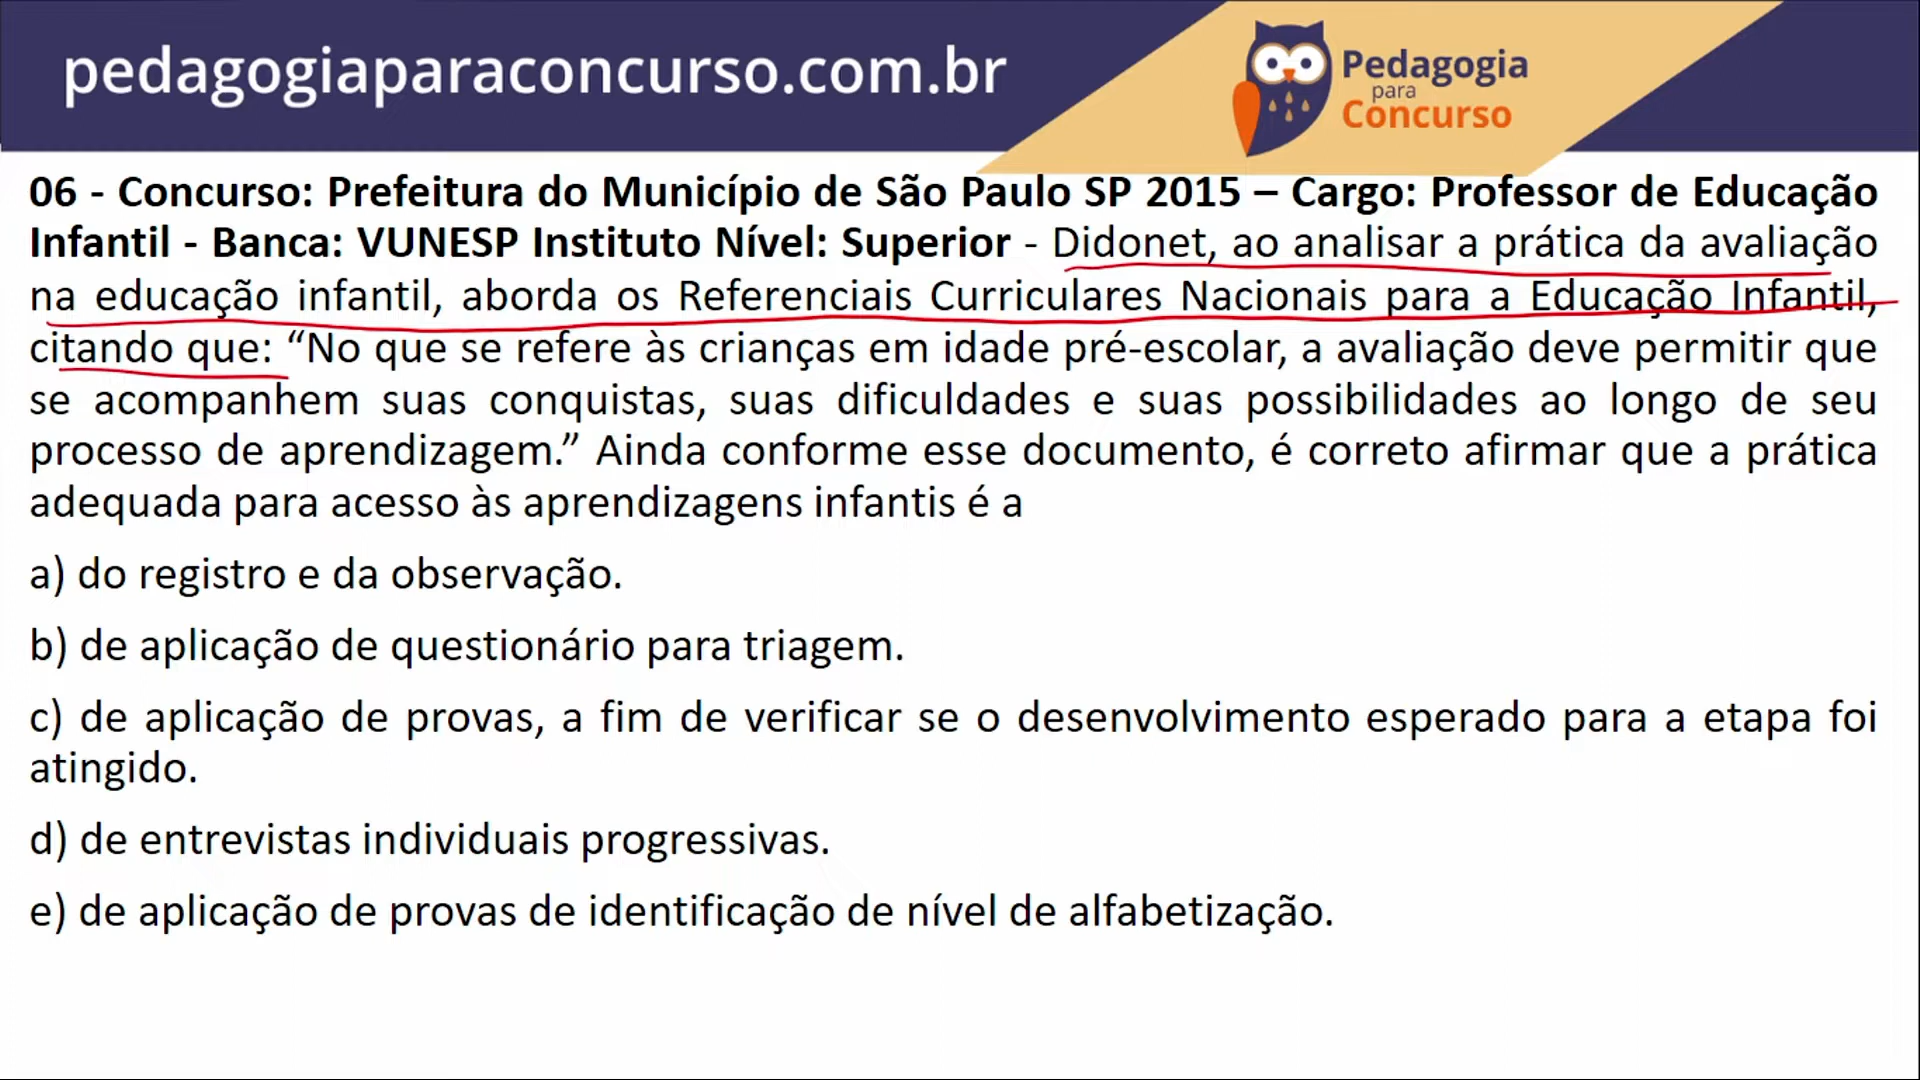 pedagogiaparaconcurso.com.br
Pedagogia
para
Concurso
06 - Concurso: Prefeitura do Município de São Paulo SP 2015 – Cargo: Professor de Educação
Infantil - Banca: VUNESP Instituto Nível: Superior - Didonet, ao analisar a prática da avaliação
na educação infantil, aborda os Referenciais Curriculares Nacionais para a Educação Infantil,
citando que: “No que se refere às crianças em idade pré-escolar, a avaliação deve permitir que
se acompanhem suas conquistas, suas dificuldades e suas possibilidades ao longo de seu
processo de aprendizagem.” Ainda conforme esse documento, é correto afirmar que a prática
adequada para acesso às aprendizagens infantis é a
a) do registro e da observação.
b) de aplicação de questionário para triagem.
c) de aplicação de provas, a fim de verificar se o desenvolvimento esperado para a etapa foi
atingido.
d) de entrevistas individuais progressivas.
e) de aplicação de provas de identificação de nível de alfabetização.